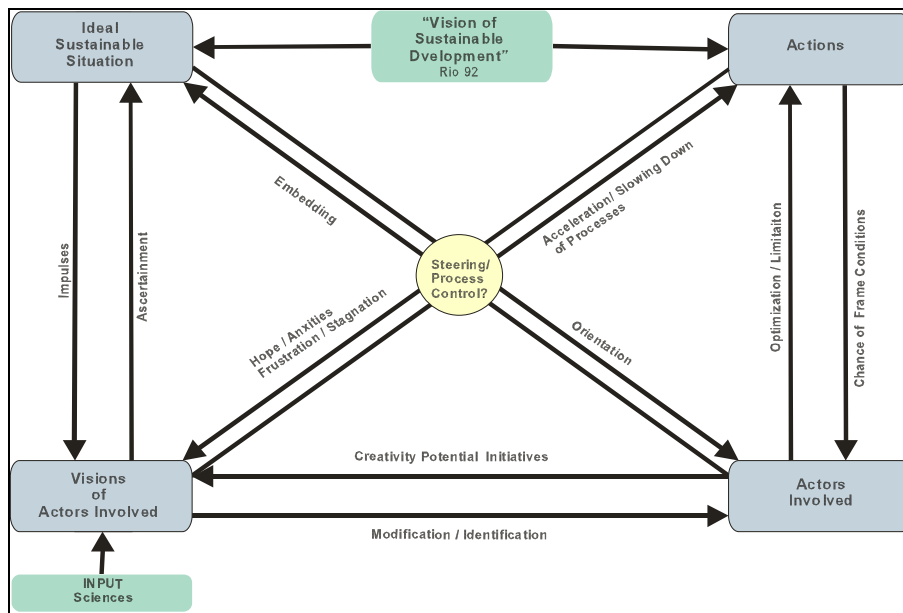 Ideal
Sustainable
Situation
“Vision of
Sustainable
Dvelopment”
Rio 92
Actions
Embedding
Acceleration/ Slowing Down
of Processes
Impulses
Ascertainment
Steering/
Process
Control?
Optimization / Limitaiton
Chance of Frame Conditions
Hope / Anxities
Frustration / Stagnation
Orientation
Creativity Potential Initiatives
Visions
of
Actors Involved
Actors
Involved
Modification / Identification
INPUT
Sciences